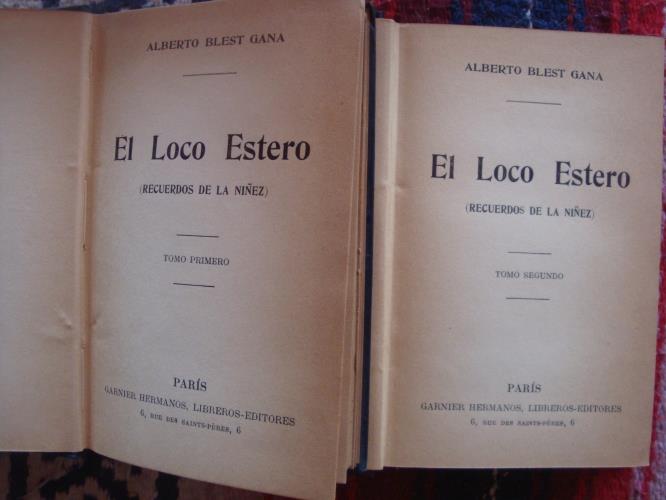 ALBERTO BLEST GANA
El Loco Estero
(RECUERDOS DE LA NIÑEZ)
TOMO PRIMERO
PARÍS
GARNIER HERMANOS, LIBREROS-EDITORES
6, RUE DES SAINTS-PÈRES, 6
ALBERTO BLEST GANA
El Loco Estero
(RECUERDOS DE LA NIÑEZ)
TOMO SEGUNDO
PARÍS
GARNIER HERMANOS, LIBREROS-EDITORES
6, RUE DES SAINTS-PÈRES, 6